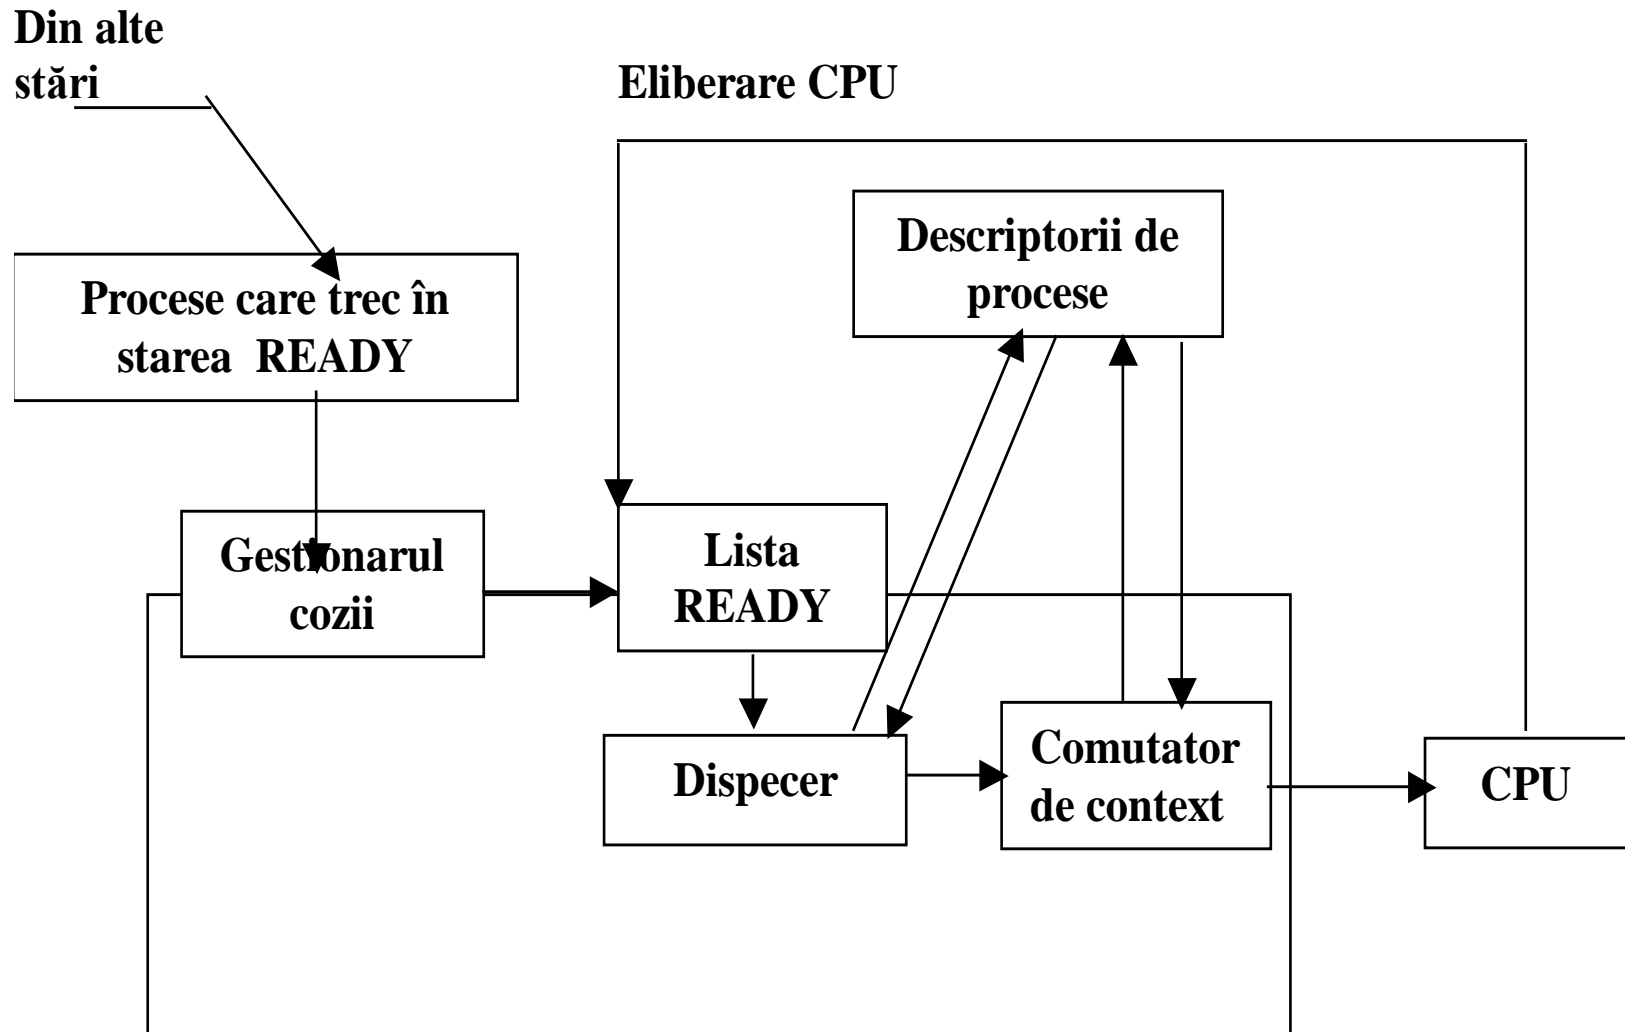 Din alte
stări
Eliberare CPU
Descriptorii de
procese
Procese care trec în
starea READY
Gestionarul
cozii
Lista
READY
Dispecer
Comutator
de context
CPU